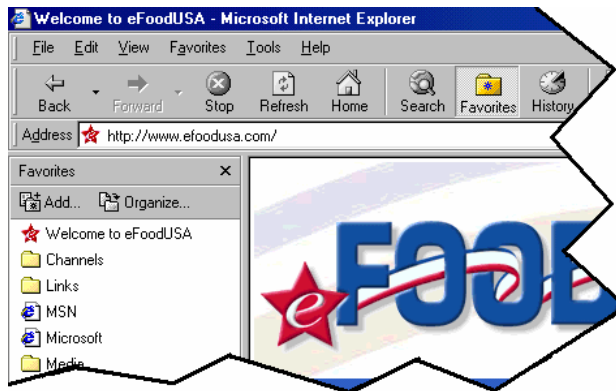 Welcome to eFoodUSA - Microsoft Internet Explorer
File Edit View Favorites Tools Help
Back Forward Stop Refresh Home Search Favorites History
Address http://www.efoodusa.com/
Favorites ×
Add... Organize...
Welcome to eFoodUSA
Channels
Links
MSN
Microsoft
Media
e FOOD